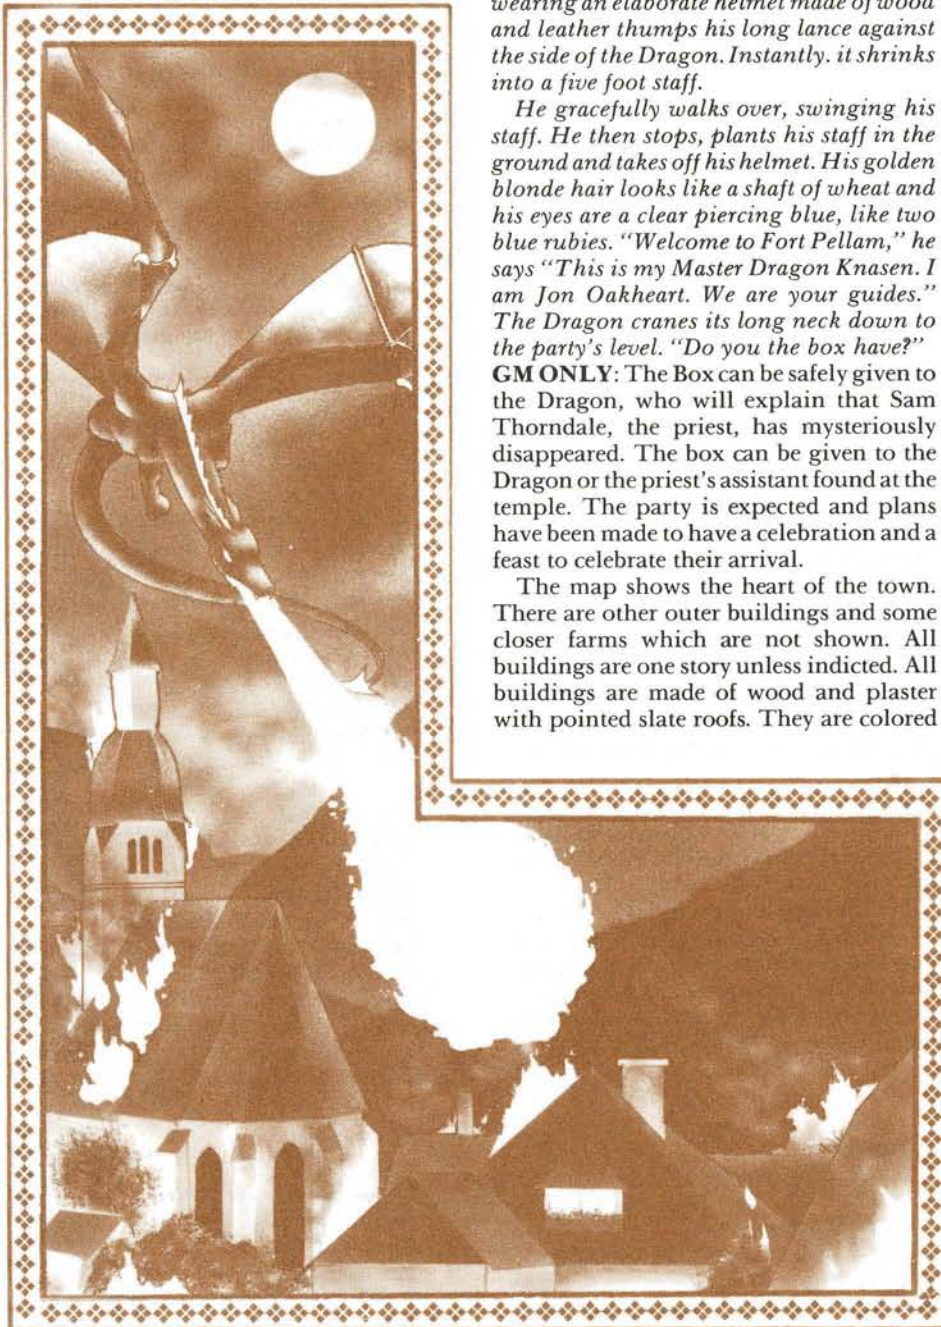 wearing an elaborate helmet made of wood
and leather thumps his long lance against
the side of the Dragon. Instantly. it shrinks
into a five foot staff.
He gracefully walks over, swinging his
staff. He then stops, plants his staff in the
ground and takes off his helmet. His golden
blonde hair looks like a shaft of wheat and
his eyes are a clear piercing blue, like two
blue rubies. “Welcome to Fort Pellam,” he
says “This is my Master Dragon Knasen. I
am Jon Oakheart. We are your guides.”
The Dragon cranes its long neck down to
the party's level. “Do you the box have?”
GM ONLY: The Box can be safely given to
the Dragon, who will explain that Sam
Thorndale, the priest, has mysteriously
disappeared. The box can be given to the
Dragon or the priest's assistant found at the
temple. The party is expected and plans
have been made to have a celebration and a
feast to celebrate their arrival.
The map shows the heart of the town.
There are other outer buildings and some
closer farms which are not shown. All
buildings are one story unless indicted. All
buildings are made of wood and plaster
with pointed slate roofs. They are colored